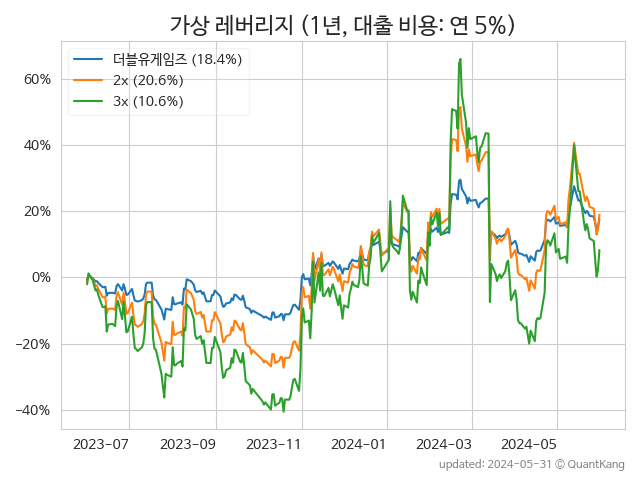 가상 레버리지 (1년, 대출 비용: 연 5%)
더블유게임즈 (18.4%)
2x (20.6%)
3x (10.6%)
60%
40%
20%
0%
−20%
−40%
2023-07
2023-09
2023-11
2024-01
2024-03
2024-05
updated: 2024-05-31 © QuantKang